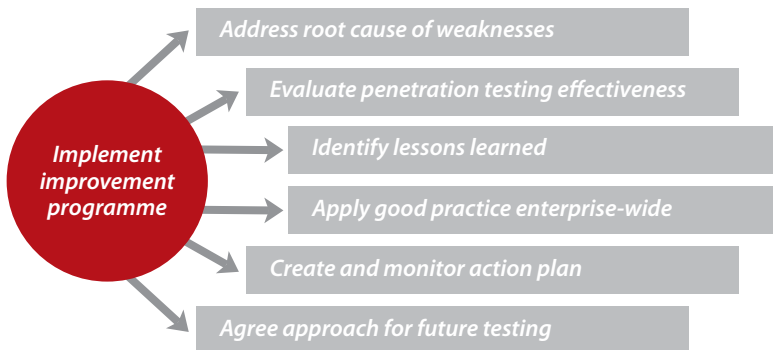 Implement
improvement
programme
Address root cause of weaknesses
Evaluate penetration testing effectiveness
Identify lessons learned
Apply good practice enterprise-wide
Create and monitor action plan
Agree approach for future testing